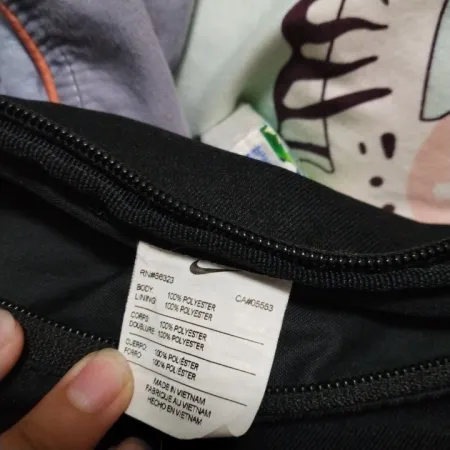 RN#56323 CA#05553
BODY 100% POLYESTER
LINING 100% POLYESTER
CORPS 100% POLYESTER
DOUBLURE 100% POLYESTER
CUERPO 100% POLIÉSTER
FORRO 100% POLIÉSTER
MADE IN VIETNAM
FABRIQUÉ AU VIETNAM
HECHO EN VIETNAM